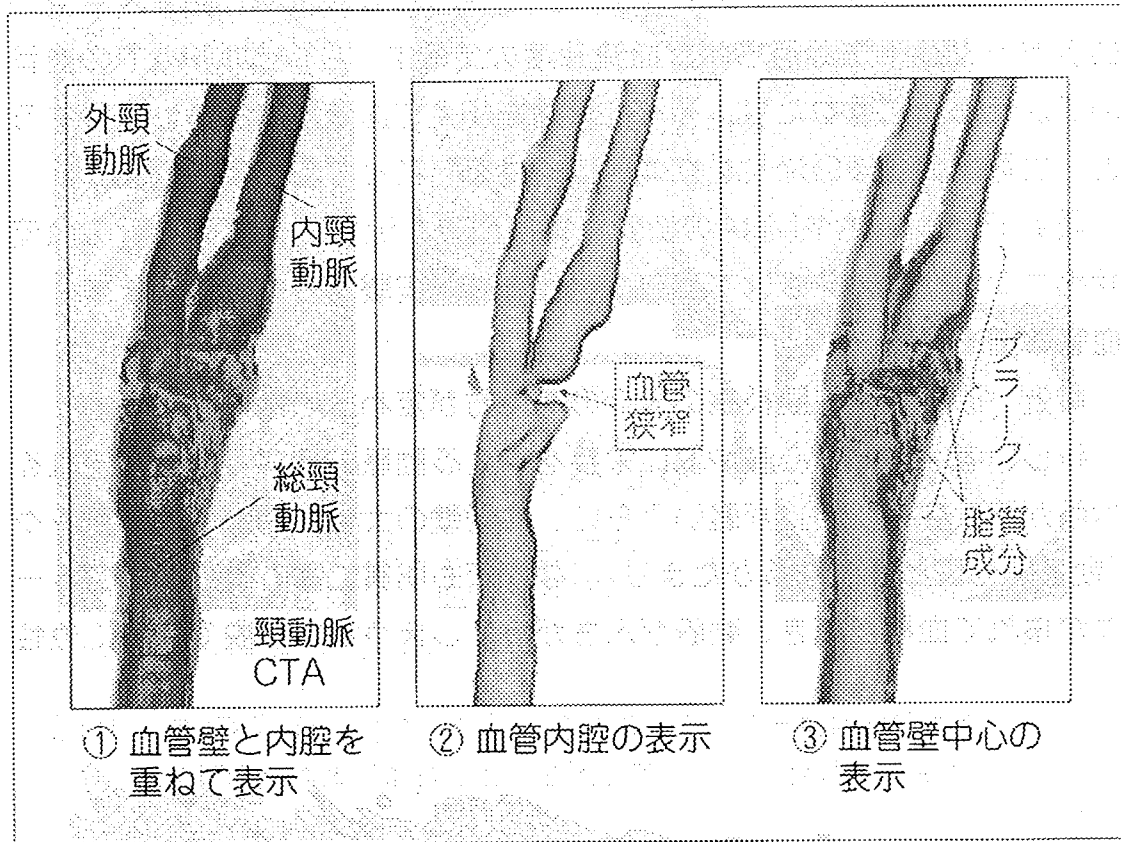 外頸
動脈
内頸
動脈
総頸
動脈
頸動脈
CTA
① 血管壁と内腔を
重ねて表示
血管
狭窄
② 血管内腔の表示
プラーク
脂質
成分
③ 血管壁中心の
表示